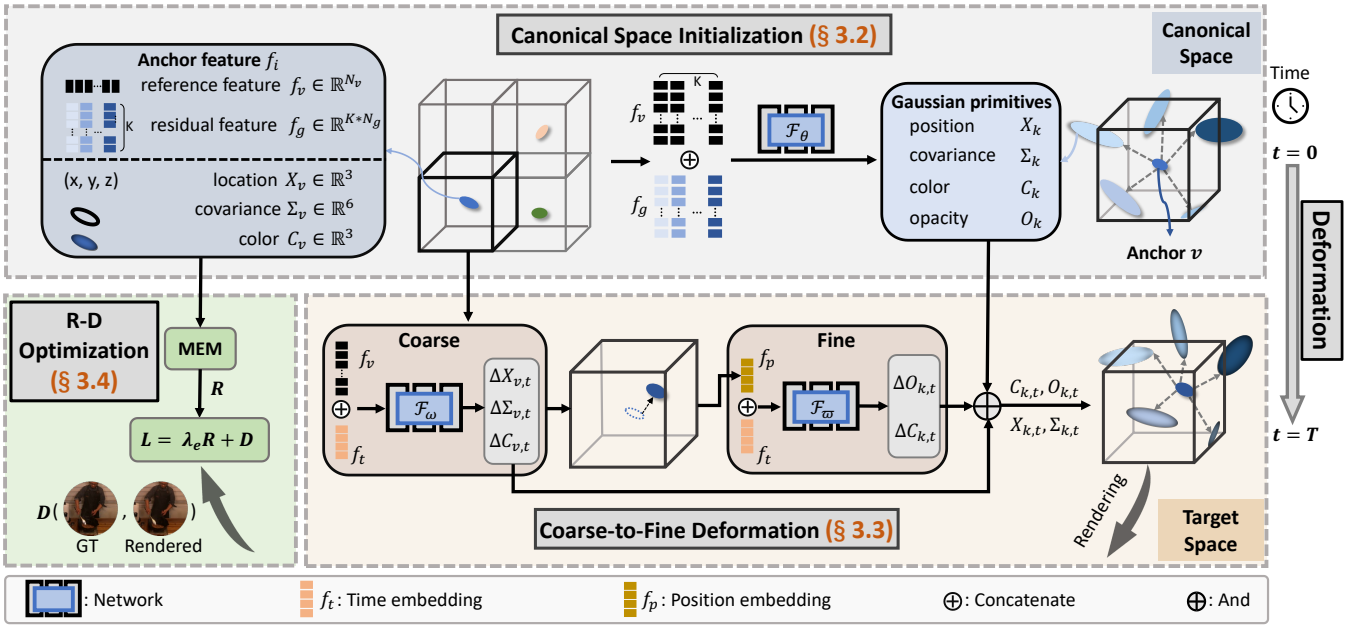 Canonical Space Initialization (§ 3.2)
Canonical
Space
Anchor feature f_i
reference feature f_v ∈ ℝ^{N_v}
residual feature f_g ∈ ℝ^{K*N_g}
K
(x, y, z)
location X_v ∈ ℝ^3
covariance Σ_v ∈ ℝ^6
color C_v ∈ ℝ^3
K
f_v
...
⊕
f_g
...
ℱ_θ
Gaussian primitives
position X_k
covariance Σ_k
color C_k
opacity O_k
Anchor v
Time
t = 0
Deformation
t = T
R-D
Optimization
(§ 3.4)
MEM
R
L = λ_e R + D
D( , )
GT Rendered
Coarse
f_v
⊕
f_t
ℱ_ω
ΔX_{v,t}
ΔΣ_{v,t}
ΔC_{v,t}
Fine
f_p
⊕
f_t
ℱ_ϖ
ΔO_{k,t}
ΔC_{k,t}
C_{k,t}, O_{k,t}
X_{k,t}, Σ_{k,t}
Rendering
Coarse-to-Fine Deformation (§ 3.3)
Target
Space
: Network
f_t : Time embedding
f_p : Position embedding
⊕: Concatenate
⊕: And